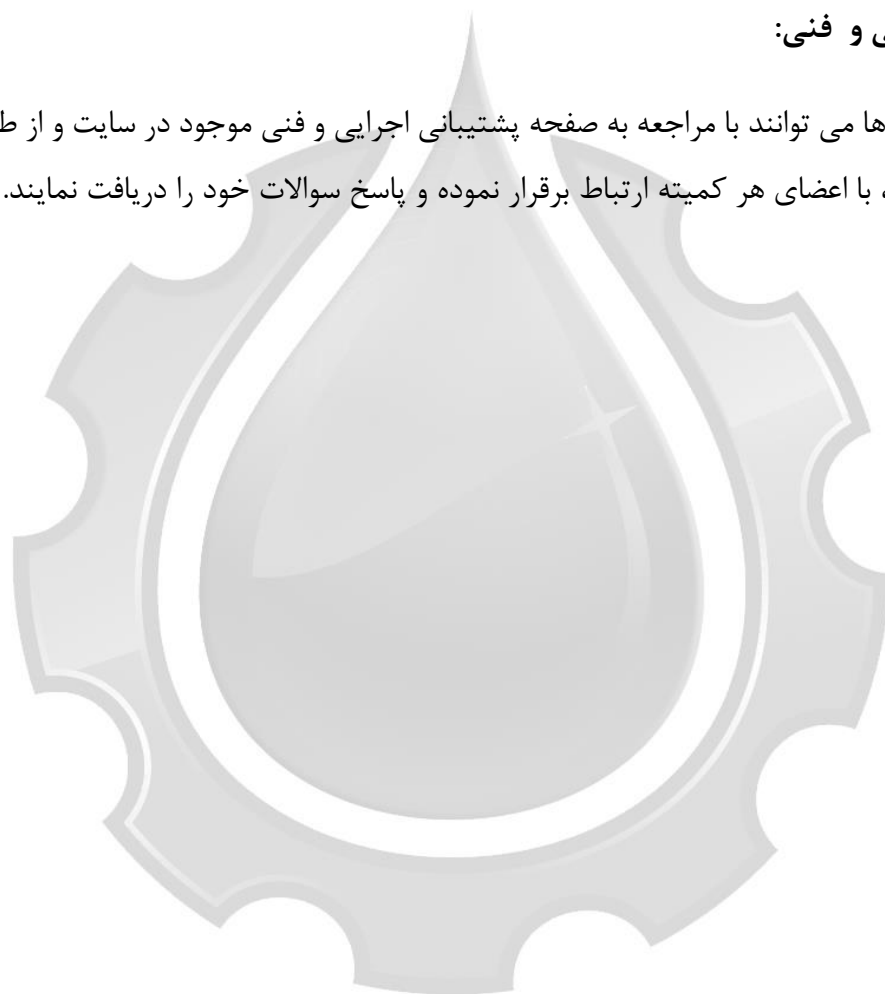 و فنی:
ها می توانند با مراجعه به صفحه پشتیبانی اجرایی و فنی موجود در سایت و از
با اعضای هر کمیته ارتباط برقرار نموده و پاسخ سوالات خود را دریافت نمایند.